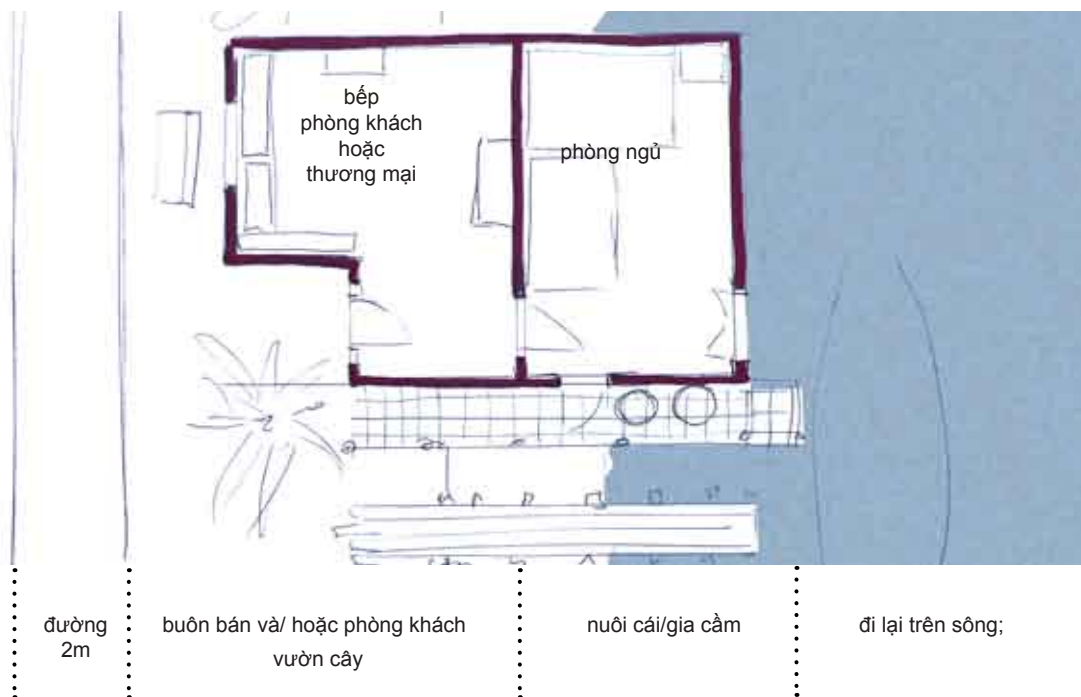 bếp
phòng khách
hoặc
thương mại
phòng ngủ
đường
2m
buôn bán và/ hoặc phòng khách
vườn cây
nuôi cái/gia cầm
đi lại trên sông;